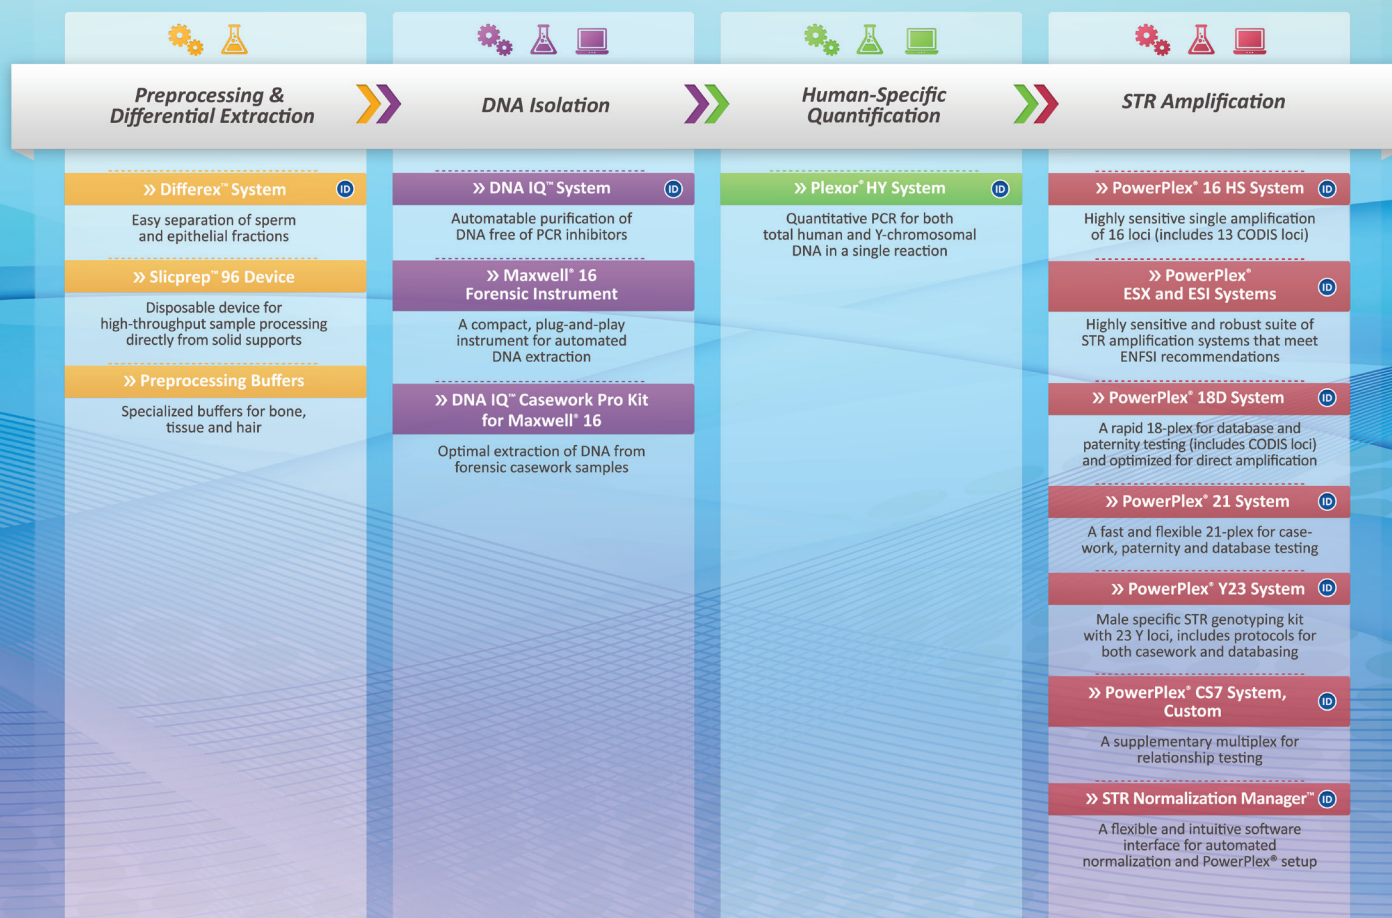 Preprocessing &
Differential Extraction
DNA Isolation
Human-Specific
Quantification
STR Amplification
» Differex™ System
ID
Easy separation of sperm
and epithelial fractions
» Slicprep™ 96 Device
Disposable device for
high-throughput sample processing
directly from solid supports
» Preprocessing Buffers
Specialized buffers for bone,
tissue and hair
» DNA IQ™ System
ID
Automatable purification of
DNA free of PCR inhibitors
» Maxwell® 16
Forensic Instrument
A compact, plug-and-play
instrument for automated
DNA extraction
» DNA IQ™ Casework Pro Kit
for Maxwell® 16
Optimal extraction of DNA from
forensic casework samples
» Plexor® HY System
ID
Quantitative PCR for both
total human and Y-chromosomal
DNA in a single reaction
» PowerPlex® 16 HS System
ID
Highly sensitive single amplification
of 16 loci (includes 13 CODIS loci)
» PowerPlex®
ESX and ESI Systems
ID
Highly sensitive and robust suite of
STR amplification systems that meet
ENFSI recommendations
» PowerPlex® 18D System
ID
A rapid 18-plex for database and
paternity testing (includes CODIS loci)
and optimized for direct amplification
» PowerPlex® 21 System
ID
A fast and flexible 21-plex for case-
work, paternity and database testing
» PowerPlex® Y23 System
ID
Male specific STR genotyping kit
with 23 Y loci, includes protocols for
both casework and databasing
» PowerPlex® CS7 System,
Custom
ID
A supplementary multiplex for
relationship testing
» STR Normalization Manager™
ID
A flexible and intuitive software
interface for automated
normalization and PowerPlex® setup